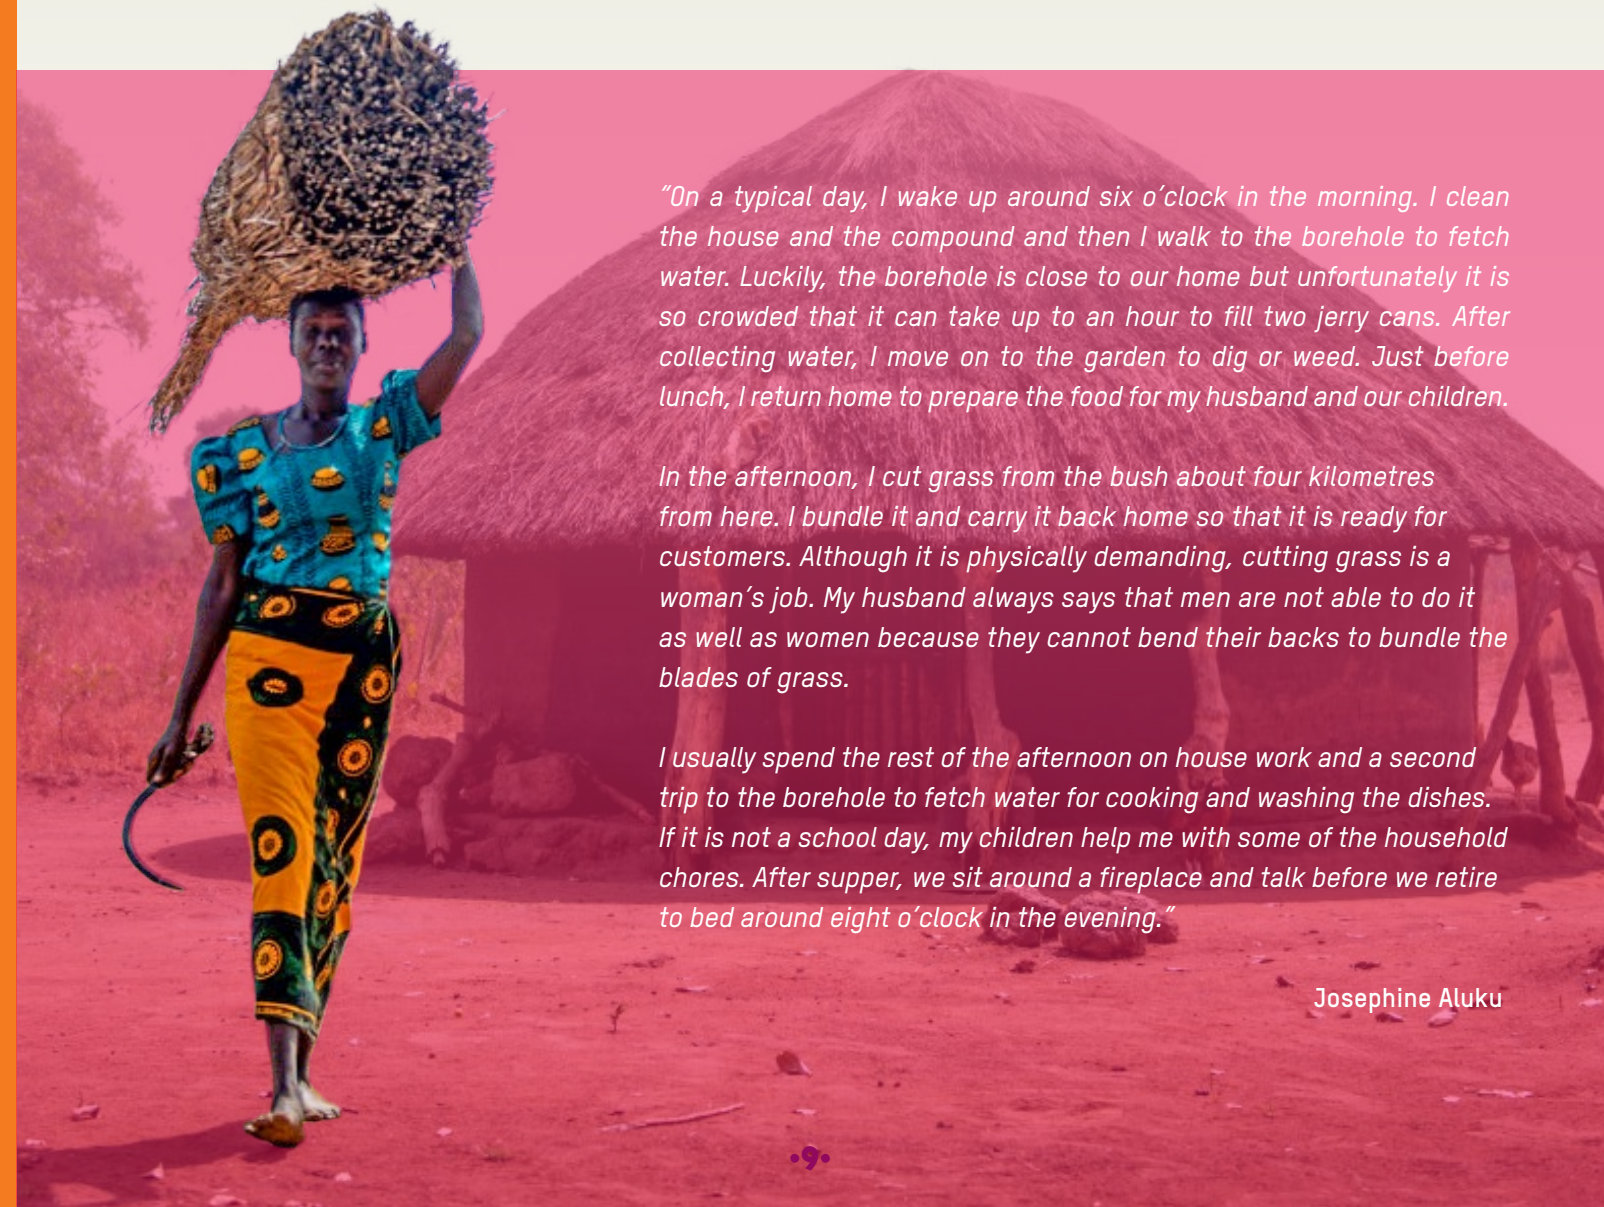 “On a typical day, I wake up around six o’clock in the morning. I clean
the house and the compound and then I walk to the borehole to fetch
water. Luckily, the borehole is close to our home but unfortunately it is
so crowded that it can take up to an hour to fill two jerry cans. After
collecting water, I move on to the garden to dig or weed. Just before
lunch, I return home to prepare the food for my husband and our children.
In the afternoon, I cut grass from the bush about four kilometres
from here. I bundle it and carry it back home so that it is ready for
customers. Although it is physically demanding, cutting grass is a
woman’s job. My husband always says that men are not able to do it
as well as women because they cannot bend their backs to bundle the
blades of grass.
I usually spend the rest of the afternoon on house work and a second
trip to the borehole to fetch water for cooking and washing the dishes.
If it is not a school day, my children help me with some of the household
chores. After supper, we sit around a fireplace and talk before we retire
to bed around eight o’clock in the evening.”
Josephine Aluku
•9•